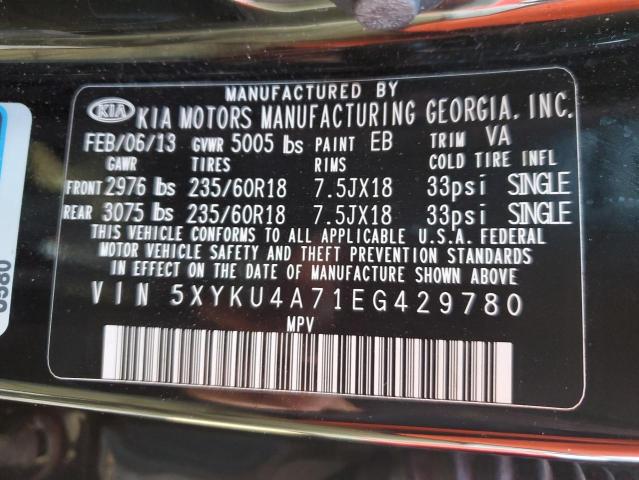 MANUFACTURED BY
KIA KIA MOTORS MANUFACTURING GEORGIA, INC.
FEB/06/13 GVWR 5005 lbs PAINT EB TRIM VA
GAWR TIRES RIMS COLD TIRE INFL
FRONT 2976 lbs 235/60R18 7.5JX18 33psi SINGLE
REAR 3075 lbs 235/60R18 7.5JX18 33psi SINGLE
THIS VEHICLE CONFORMS TO ALL APPLICABLE U.S.A. FEDERAL
MOTOR VEHICLE SAFETY AND THEFT PREVENTION STANDARDS
IN EFFECT ON THE DATE OF MANUFACTURE SHOWN ABOVE.
VIN 5XYKU4A71EG429780
MPV